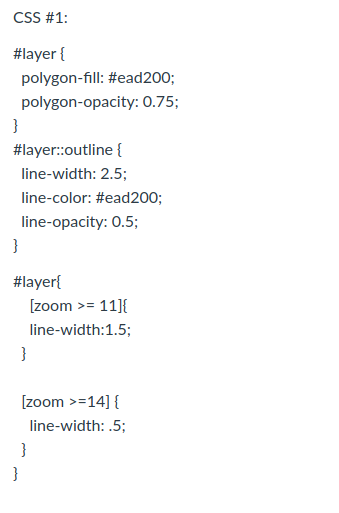 CSS #1:
#layer {
polygon-fill: #ead200;
polygon-opacity: 0.75;
}
#layer::outline {
line-width: 2.5;
line-color: #ead200;
line-opacity: 0.5;
}
#layer{
[zoom >= 11]{
line-width:1.5;
}
[zoom >=14] {
line-width: .5;
}
}